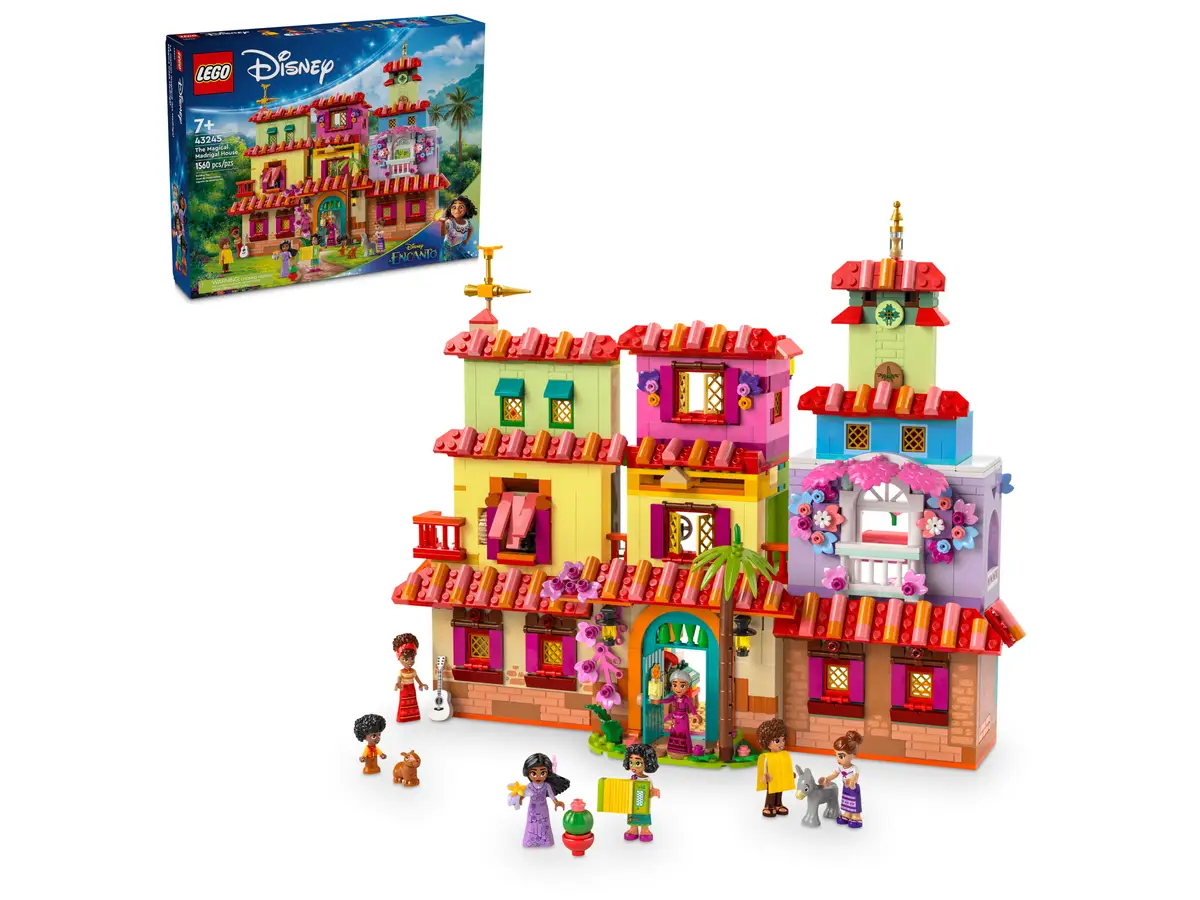 LEGO
Disney
7+
43245
The Magical
Madrigal House
1560 pcs/pzs
Disney
ENCANTO